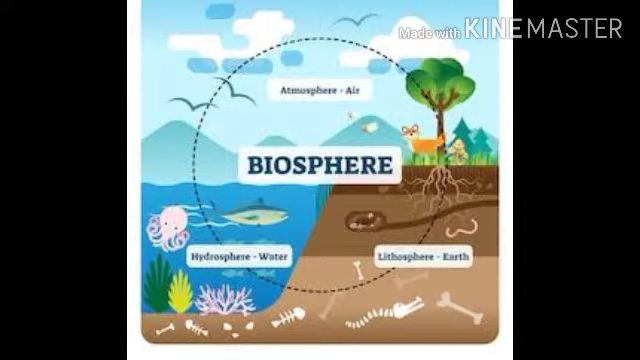 Made with KINEMASTER
Atmosphere - Air
BIOSPHERE
Hydrosphere - Water
Lithosphere - Earth